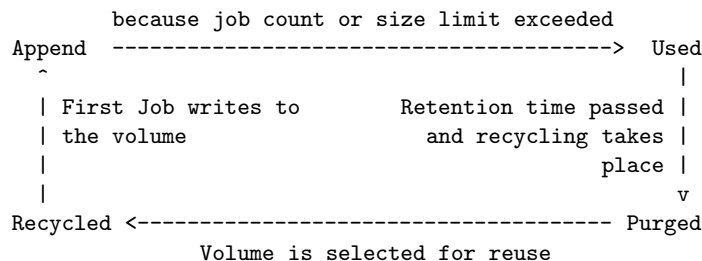 because job count or size limit exceeded
Append -------------------------------------> Used
^ |
| First Job writes to Retention time passed |
| the volume and recycling takes |
| place |
| v
Recycled <------------------------------------- Purged
Volume is selected for reuse